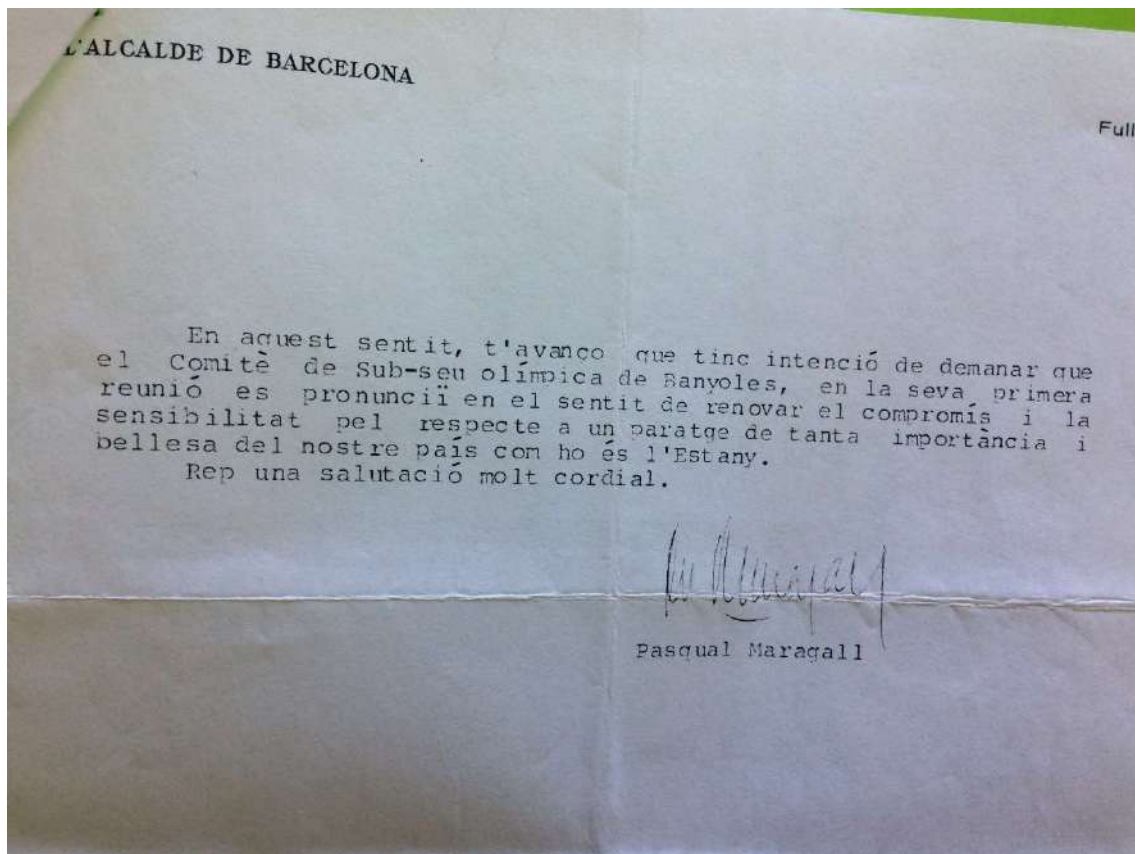 L'ALCALDE DE BARCELONA
Full
En aquest sentit, t'avanço que tinc intenció de demanar que
el Comitè de Sub-seu olímpica de Banyoles, en la seva primera
reunió es pronunciï en el sentit de renovar el compromís i la
sensibilitat pel respecte a un paratge de tanta importància i
bellesa del nostre país com ho és l'Estany.
Rep una salutació molt cordial.
Pasqual Maragall